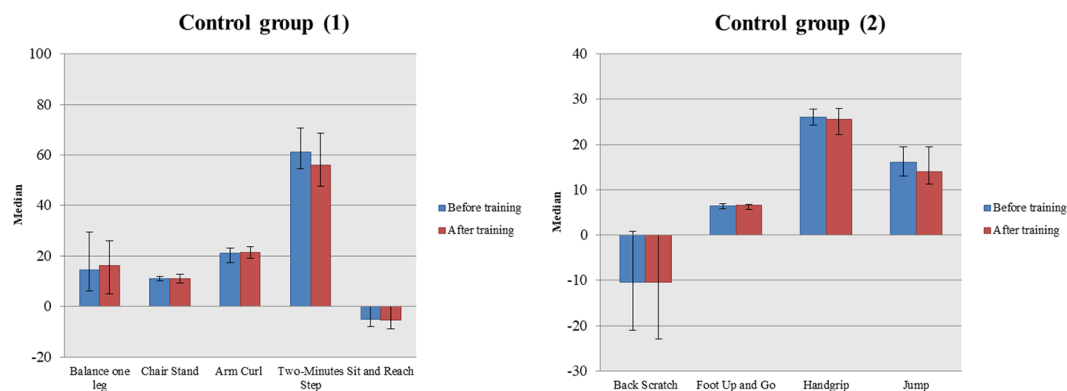 Control group (1)
100
80
60
40
20
0
-20
Median
Balance one
leg
Chair Stand
Arm Curl
Two-Minutes
Step
Sit and Reach
Before training
After training
Control group (2)
40
30
20
10
0
-10
-20
-30
Median
Back Scratch
Foot Up and Go
Handgrip
Jump
Before training
After training